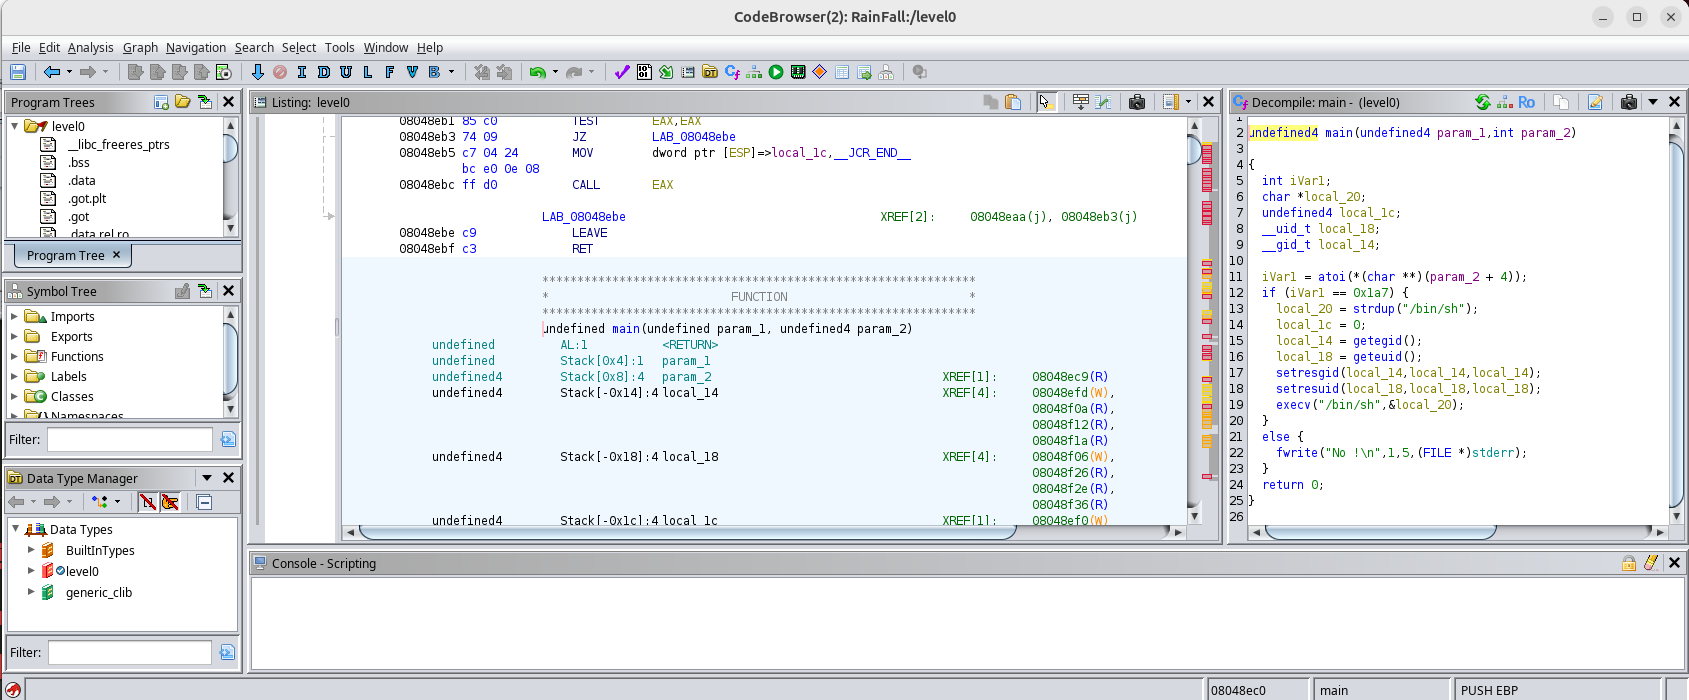 CodeBrowser(2): RainFall:/level0
File Edit Analysis Graph Navigation Search Select Tools Window Help
I D U L F V B
Program Trees
level0
__libc_freeres_ptrs
.bss
.data
.got.plt
.got
.data.rel.ro
Program Tree
Symbol Tree
Imports
Exports
Functions
Labels
Classes
Namespaces
Filter:
Data Type Manager
Data Types
BuiltInTypes
level0
generic_clib
Filter:
Listing: level0
08048eb1 85 c0 TEST EAX,EAX
08048eb3 74 09 JZ LAB_08048ebe
08048eb5 c7 04 24 MOV dword ptr [ESP]=>local_1c,__JCR_END__
bc e0 0e 08
08048ebc ff d0 CALL EAX
LAB_08048ebe XREF[2]: 08048eaa(j), 08048eb3(j)
08048ebe c9 LEAVE
08048ebf c3 RET
**************************************************************
* FUNCTION *
**************************************************************
undefined main(undefined param_1, undefined4 param_2)
undefined AL:1 <RETURN>
undefined Stack[0x4]:1 param_1
undefined4 Stack[0x8]:4 param_2 XREF[1]: 08048ec9(R)
undefined4 Stack[-0x14]:4 local_14 XREF[4]: 08048efd(W),
08048f0a(R),
08048f12(R),
08048f1a(R)
undefined4 Stack[-0x18]:4 local_18 XREF[4]: 08048f06(W),
08048f26(R),
08048f2e(R),
08048f36(R)
undefined4 Stack[-0x1c]:4 local_1c XREF[1]: 08048ef0(W)
Decompile: main - (level0)
Ro
1
2 undefined4 main(undefined4 param_1,int param_2)
3
4 {
5 int iVar1;
6 char *local_20;
7 undefined4 local_1c;
8 __uid_t local_18;
9 __gid_t local_14;
10
11 iVar1 = atoi(*(char **)(param_2 + 4));
12 if (iVar1 == 0x1a7) {
13 local_20 = strdup("/bin/sh");
14 local_1c = 0;
15 local_14 = getegid();
16 local_18 = geteuid();
17 setresgid(local_14,local_14,local_14);
18 setresuid(local_18,local_18,local_18);
19 execv("/bin/sh",&local_20);
20 }
21 else {
22 fwrite("No !\n",1,5,(FILE *)stderr);
23 }
24 return 0;
25 }
26
Console - Scripting
08048ec0
main
PUSH EBP